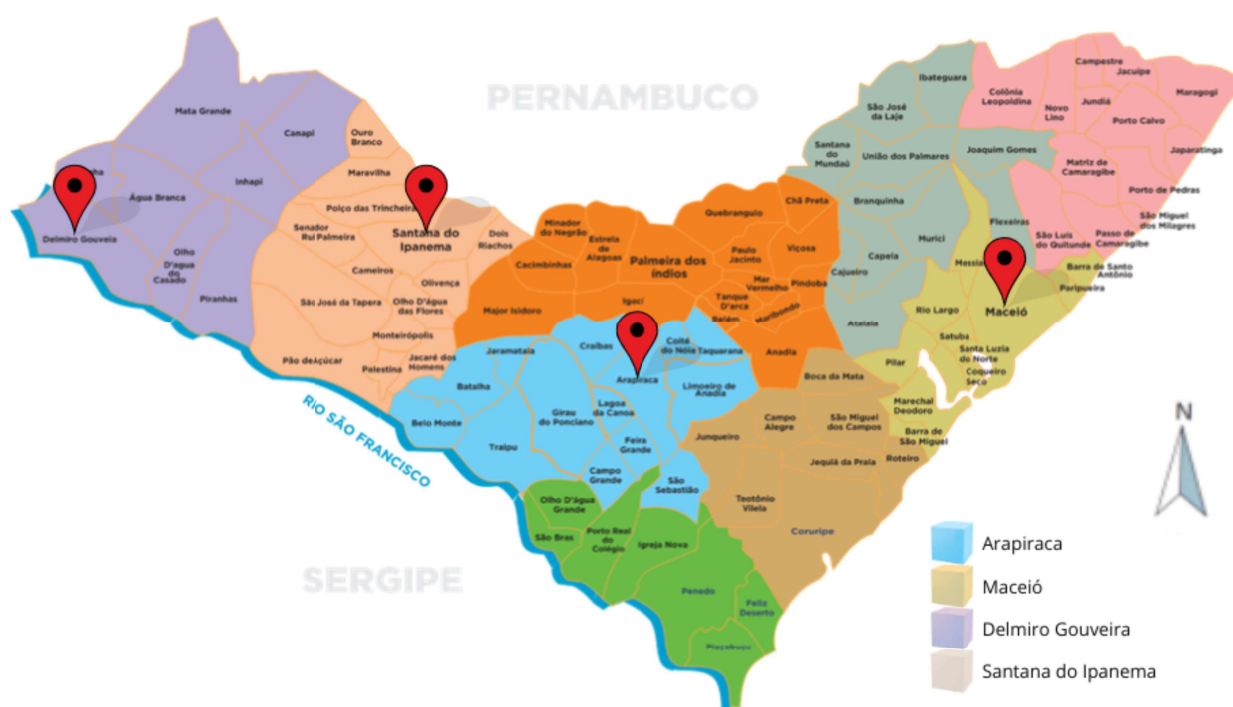 PERNAMBUCO
Mata Grande
Canapi
Inhapi
Água Branca
Delmiro Gouveia
Olho
D'agua do
Casado
Piranhas
Ouro
Branco
Maravilha
Poiço das Trincheira
Santana do
Ipanema
Senador
Rui Palmeira
Dois
Riachos
Carneiros
Olivença
São José da Tapera
Olho D'água
das Flores
Monteirópolis
Pão de Açúcar
Palestina
Jacaré dos
Homens
Minador
do Negrão
Estrela
de
Alagoas
Cacimbinhas
Palmeira dos
índios
Igaci
Major Isidoro
Quebrangulo
Chã Preta
Paulo
Jacinto
Viçosa
Mar
Vermelho
Pindoba
Tanque
D'arca
Belém
Maribondo
Anadia
Ibateguara
São José
da Laje
Santana
do
Mundaú
União dos Palmares
Joaquim Gomes
Branquinha
Murici
Flexeiras
Capela
Cajueiro
Atalaia
Colônia
Leopoldina
Campestre
Jacuípe
Novo
Lino
Jundiá
Maragogi
Porto Calvo
Japaratinga
Matriz de
Camaragibe
Porto de Pedras
São Miguel
dos Milagres
São Luís
do Quitunde
Passo de
Camaragibe
Messia
Barra de Santo
Antônio
Paripueira
Maceió
Rio Largo
Satuba
Santa Luzia
do Norte
Coqueiro
Seco
Pilar
Marechal
Deodoro
Barra de
São Miguel
Jaramataia
Craíbas
Coité
do Nóia
Taquarana
Batalha
Arapiraca
Limoeiro de
Anadia
Belo Monte
Girau
do Ponciano
Lagoa
da Canoa
Traipu
Feira
Grande
Campo
Grande
São
Sebastião
Boca da Mata
Campo
Alegre
São Miguel
dos Campos
Junqueiro
Jequiá da Praia
Roteiro
Teotônio
Vilela
Coruripe
Olho D'água
Grande
São Bras
Porto Real
do
Colégio
Igreja Nova
Penedo
Feliz
Deserto
Piaçabuçu
RIO SÃO FRANCISCO
SERGIPE
N
Arapiraca
Maceió
Delmiro Gouveira
Santana do Ipanema